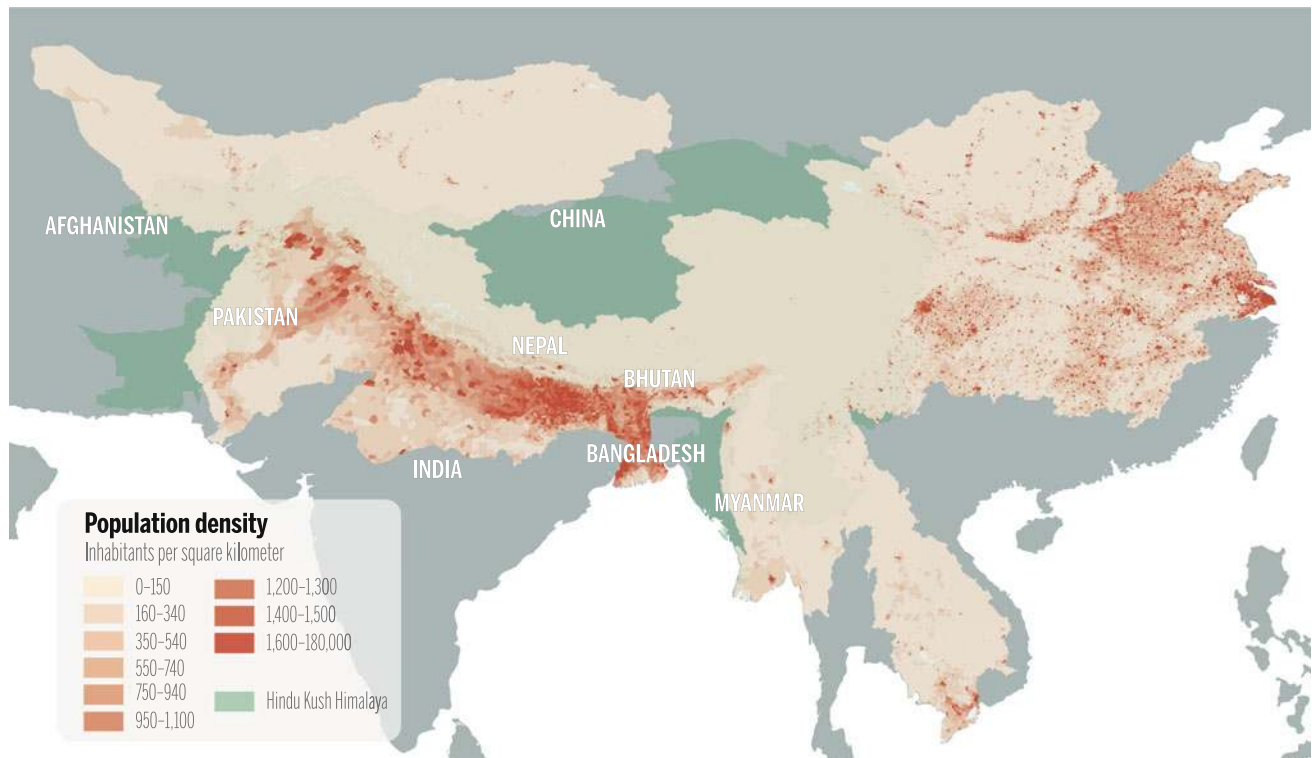 AFGHANISTAN
CHINA
PAKISTAN
NEPAL
BHUTAN
BANGLADESH
INDIA
MYANMAR
Population density
Inhabitants per square kilometer
0–150
160–340
350–540
550–740
750–940
950–1,100
1,200–1,300
1,400–1,500
1,600–180,000
Hindu Kush Himalaya